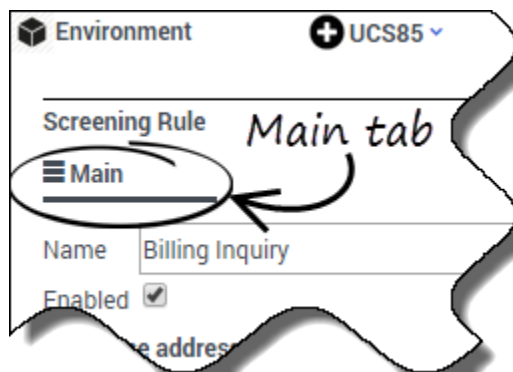 Environment UCS85
Screening Rule
Main tab
Main
Name Billing Inquiry
Enabled